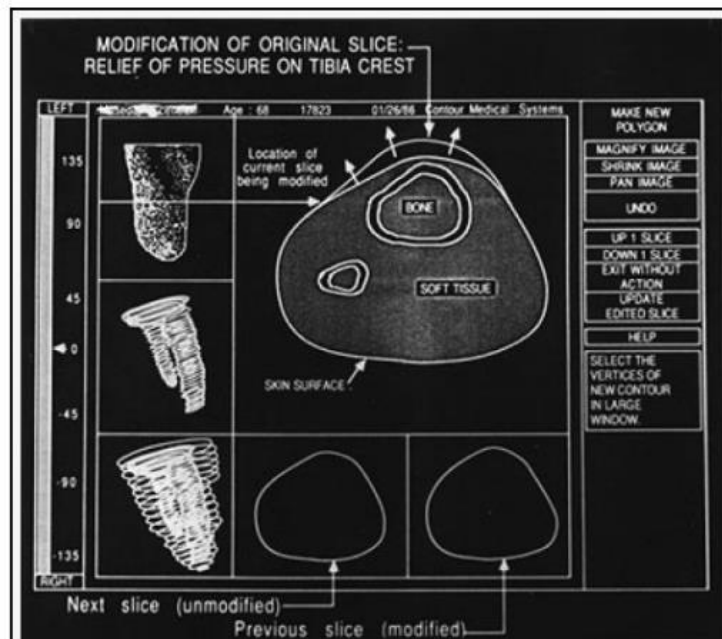 MODIFICATION OF ORIGINAL SLICE:
RELIEF OF PRESSURE ON TIBIA CREST
LEFT
Age : 68 17823 01/26/86 Contour Medical Systems
135
90
45
0
-45
-90
-135
RIGHT
Location of
current slice
being modified
BONE
SOFT TISSUE
SKIN SURFACE
MAKE NEW
POLYGON
MAGNIFY IMAGE
SHRINK IMAGE
PAN IMAGE
UNDO
UP 1 SLICE
DOWN 1 SLICE
EXIT WITHOUT
ACTION
UPDATE
EDITED SLICE
HELP
SELECT THE
VERTICES OF
NEW CONTOUR
IN LARGE
WINDOW.
Next slice (unmodified)
Previous slice (modified)